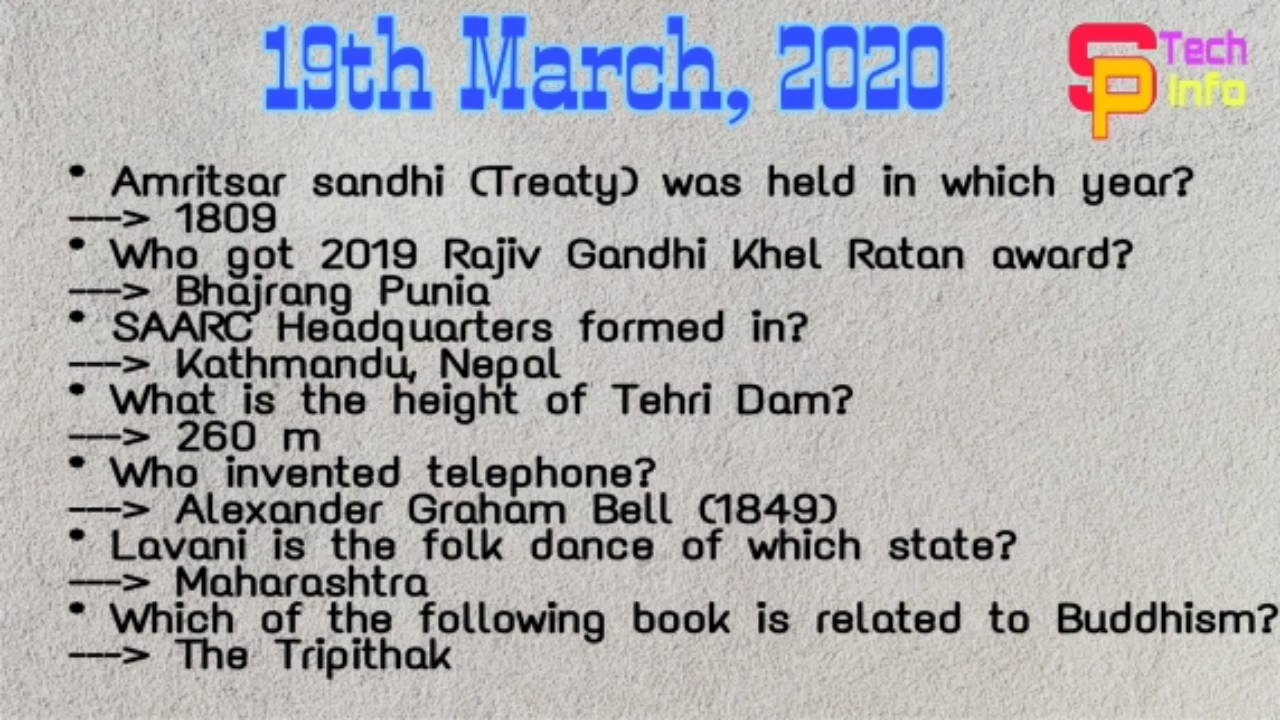 19th March, 2020
SP Tech Info
• Amritsar sandhi (Treaty) was held in which year?
---> 1809
• Who got 2019 Rajiv Gandhi Khel Ratan award?
---> Bhajrang Punia
• SAARC Headquarters formed in?
---> Kathmandu, Nepal
• What is the height of Tehri Dam?
---> 260 m
• Who invented telephone?
---> Alexander Graham Bell (1849)
• Lavani is the folk dance of which state?
---> Maharashtra
• Which of the following book is related to Buddhism?
---> The Tripithak